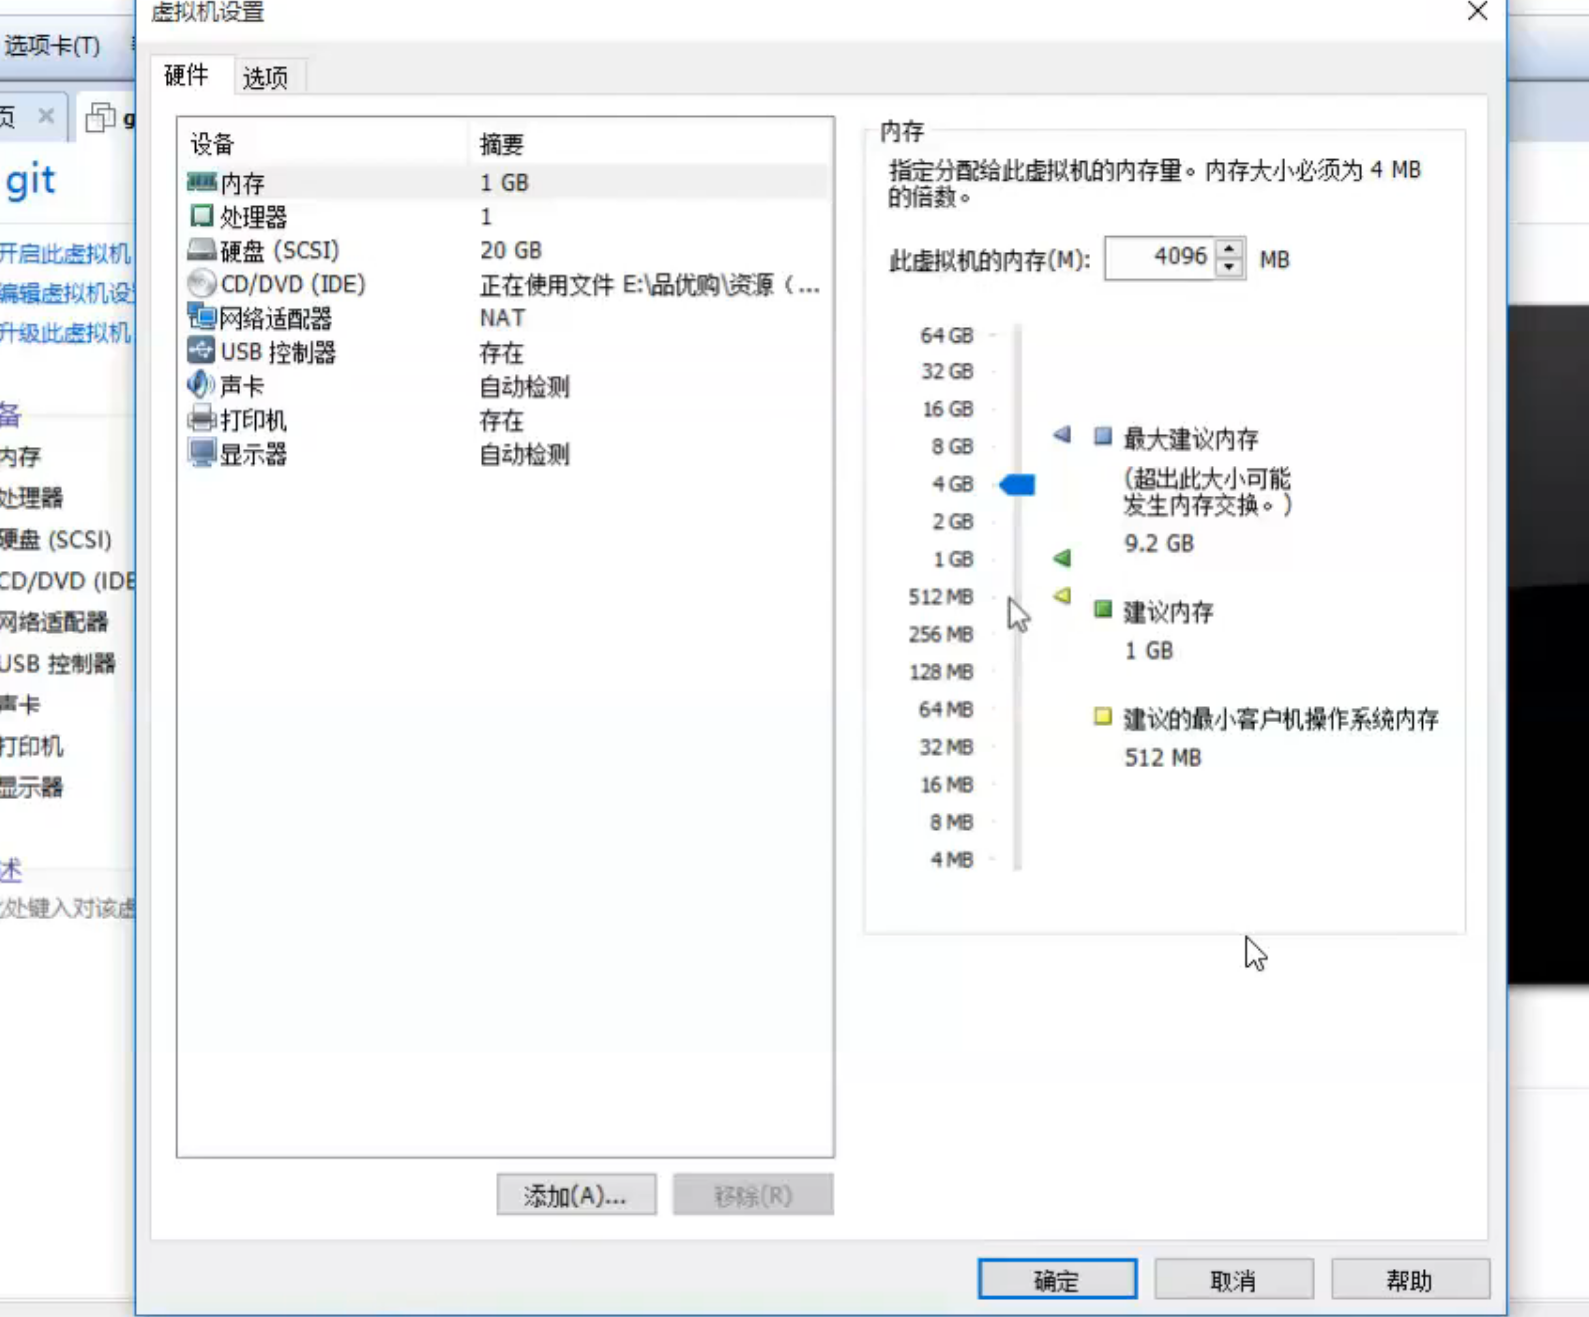 虚拟机设置
选项卡(T)
硬件
选项
页
g
git
开启此虚拟机
编辑虚拟机设
升级此虚拟机
备
内存
处理器
硬盘 (SCSI)
CD/DVD (IDE
网络适配器
USB 控制器
声卡
打印机
显示器
述
此处键入对该虚
设备
摘要
内存
1 GB
处理器
1
硬盘 (SCSI)
20 GB
CD/DVD (IDE)
正在使用文件 E:\品优购\资源（...
网络适配器
NAT
USB 控制器
存在
声卡
自动检测
打印机
存在
显示器
自动检测
添加(A)...
移除(R)
内存
指定分配给此虚拟机的内存量。内存大小必须为 4 MB
的倍数。
此虚拟机的内存(M):
4096
MB
64 GB
32 GB
16 GB
8 GB
4 GB
2 GB
1 GB
512 MB
256 MB
128 MB
64 MB
32 MB
16 MB
8 MB
4 MB
最大建议内存
(超出此大小可能
发生内存交换。)
9.2 GB
建议内存
1 GB
建议的最小客户机操作系统内存
512 MB
确定
取消
帮助